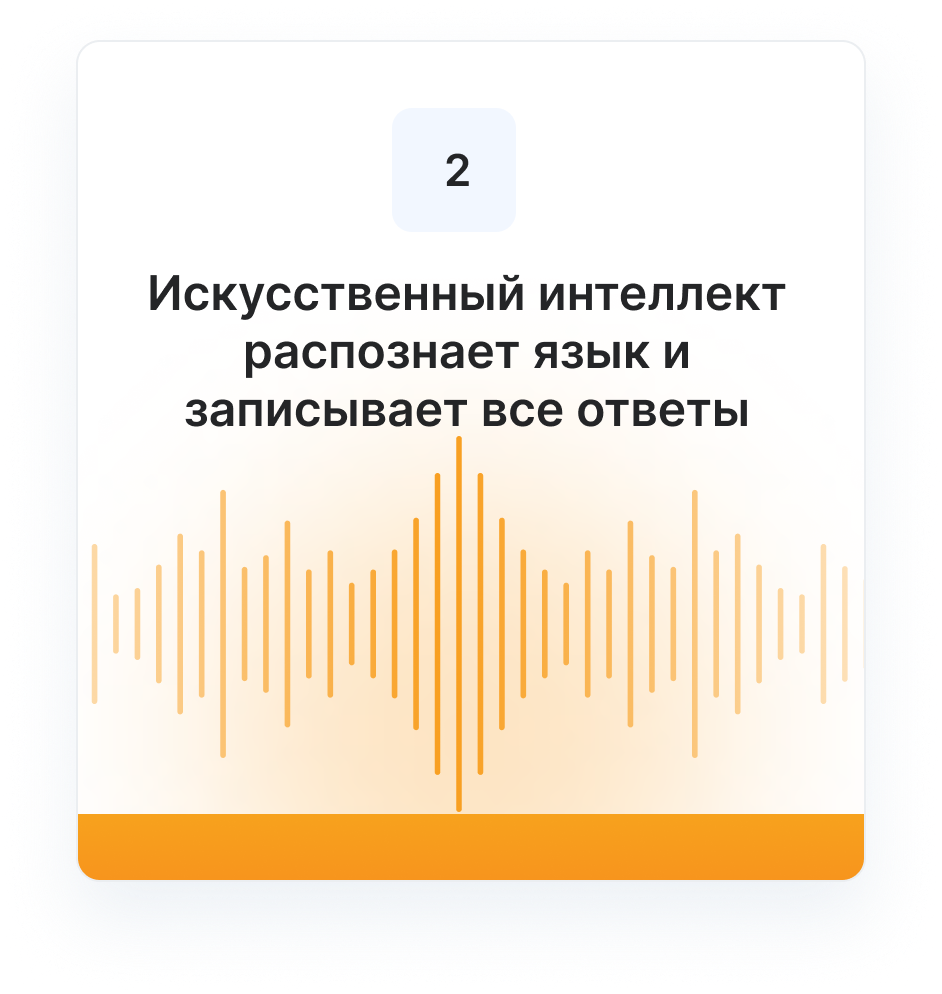 2
Искусственный интеллект
распознает язык и
записывает все ответы